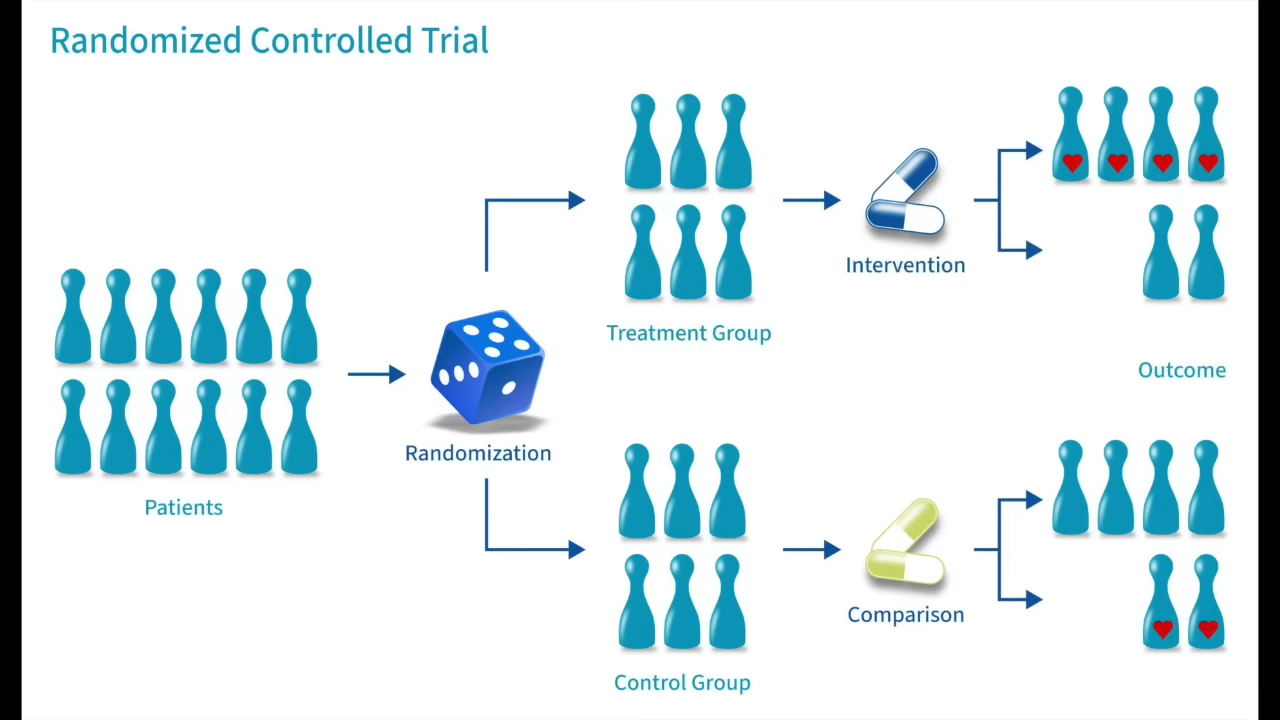 Randomized Controlled Trial
Patients
Randomization
Treatment Group
Intervention
Outcome
Control Group
Comparison